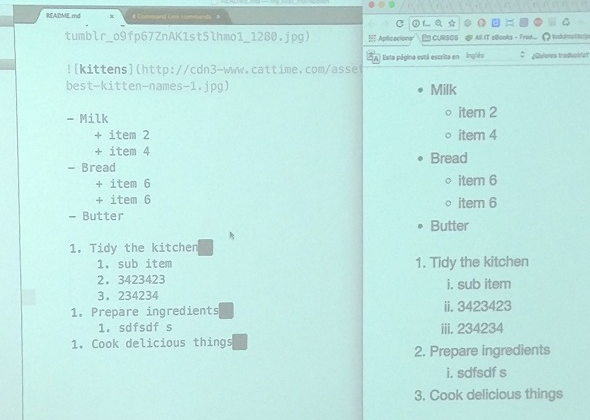 README.md
# Command Line commands
tumblr_o9fp67ZnAK1st5lhmo1_1280.jpg)
![kittens](http://cdn3-www.cattime.com/asset
best-kitten-names-1.jpg)
– Milk
+ item 2
+ item 4
– Bread
+ item 6
+ item 6
– Butter
1. Tidy the kitchen
1. sub item
2. 3423423
3. 234234
1. Prepare ingredients
1. sdfsdf s
1. Cook delicious things
Aplicaciones
CURSOS
All IT eBooks - Free...
Esta página está escrita en inglés ¿Quieres traducirla?
• Milk
○ item 2
○ item 4
• Bread
○ item 6
○ item 6
• Butter
1. Tidy the kitchen
i. sub item
ii. 3423423
iii. 234234
2. Prepare ingredients
i. sdfsdf s
3. Cook delicious things